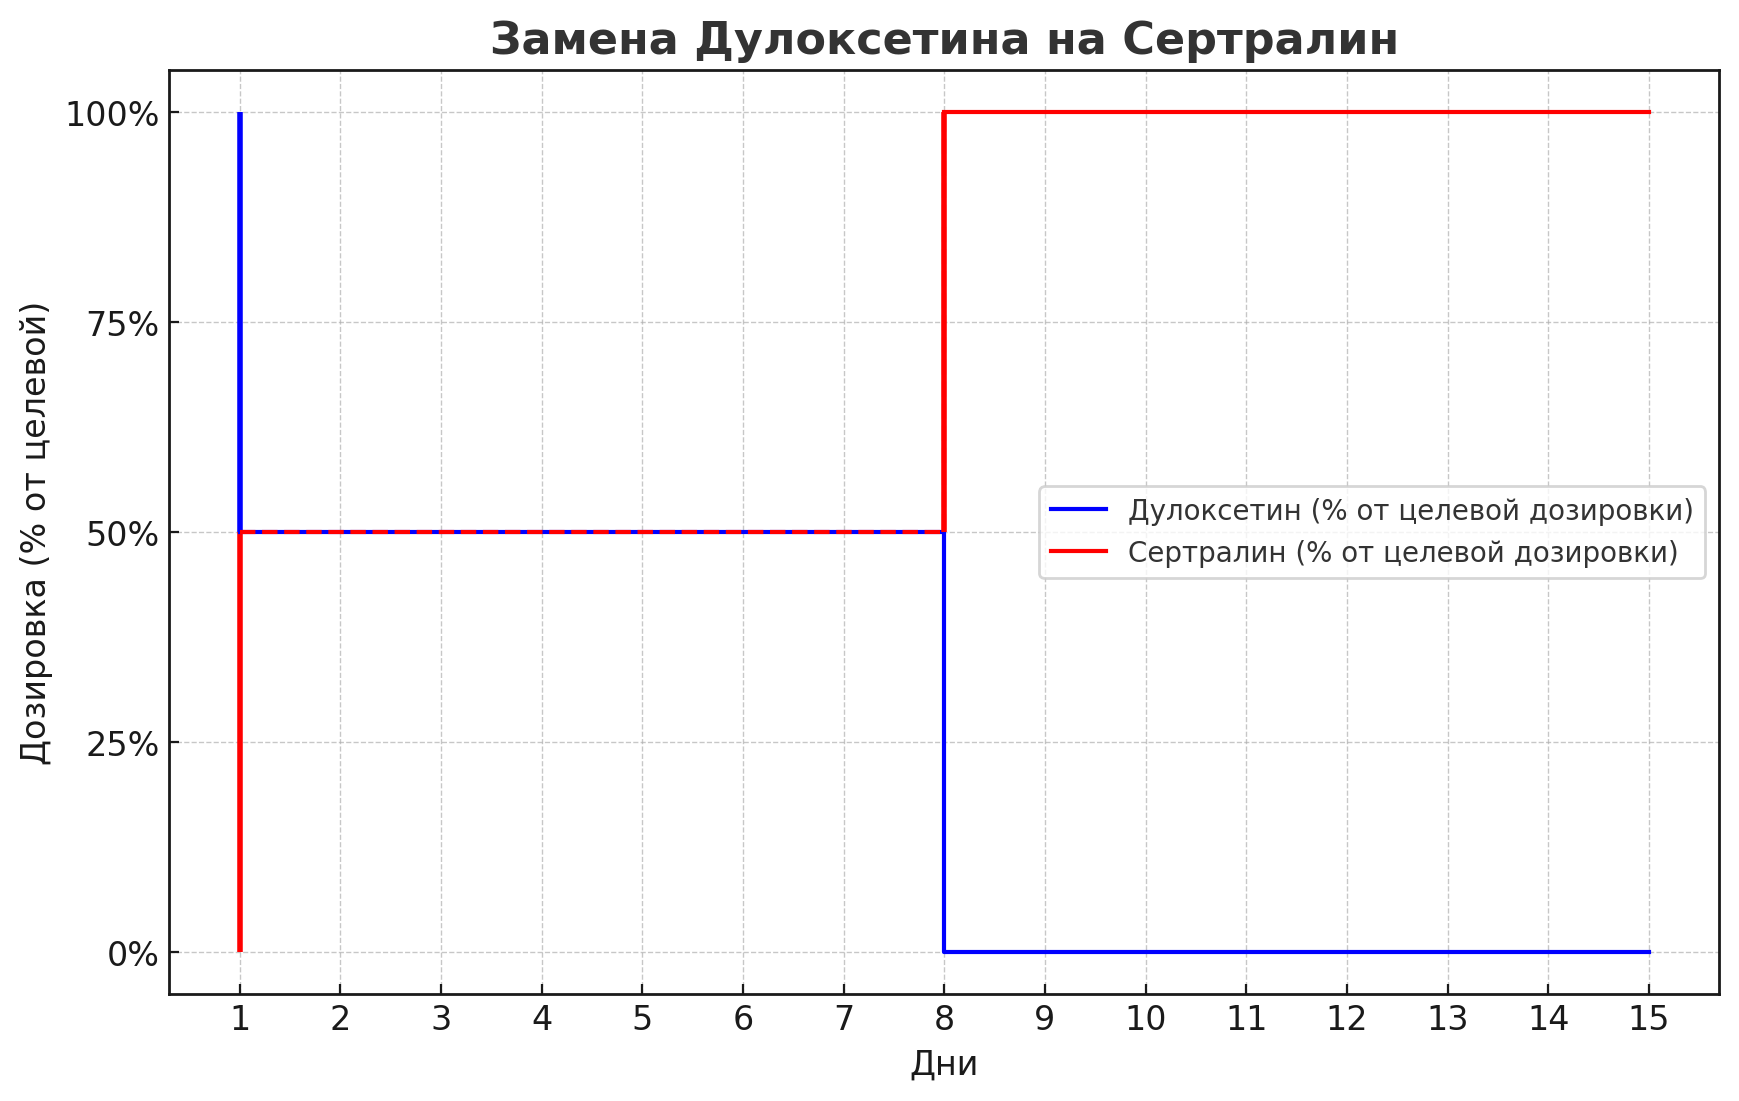 Замена Дулоксетина на Сертралин
Дозировка (% от целевой)
100%
75%
50%
25%
0%
Дулоксетин (% от целевой дозировки)
Сертралин (% от целевой дозировки)
1 2 3 4 5 6 7 8 9 10 11 12 13 14 15
Дни